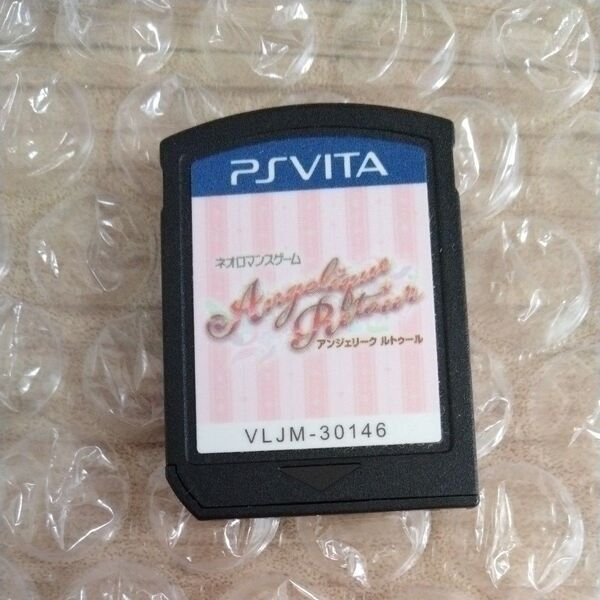 PSVITA
ネオロマンスゲーム
Angelique
Retour
アンジェリーク ルトゥール
VLJM-30146